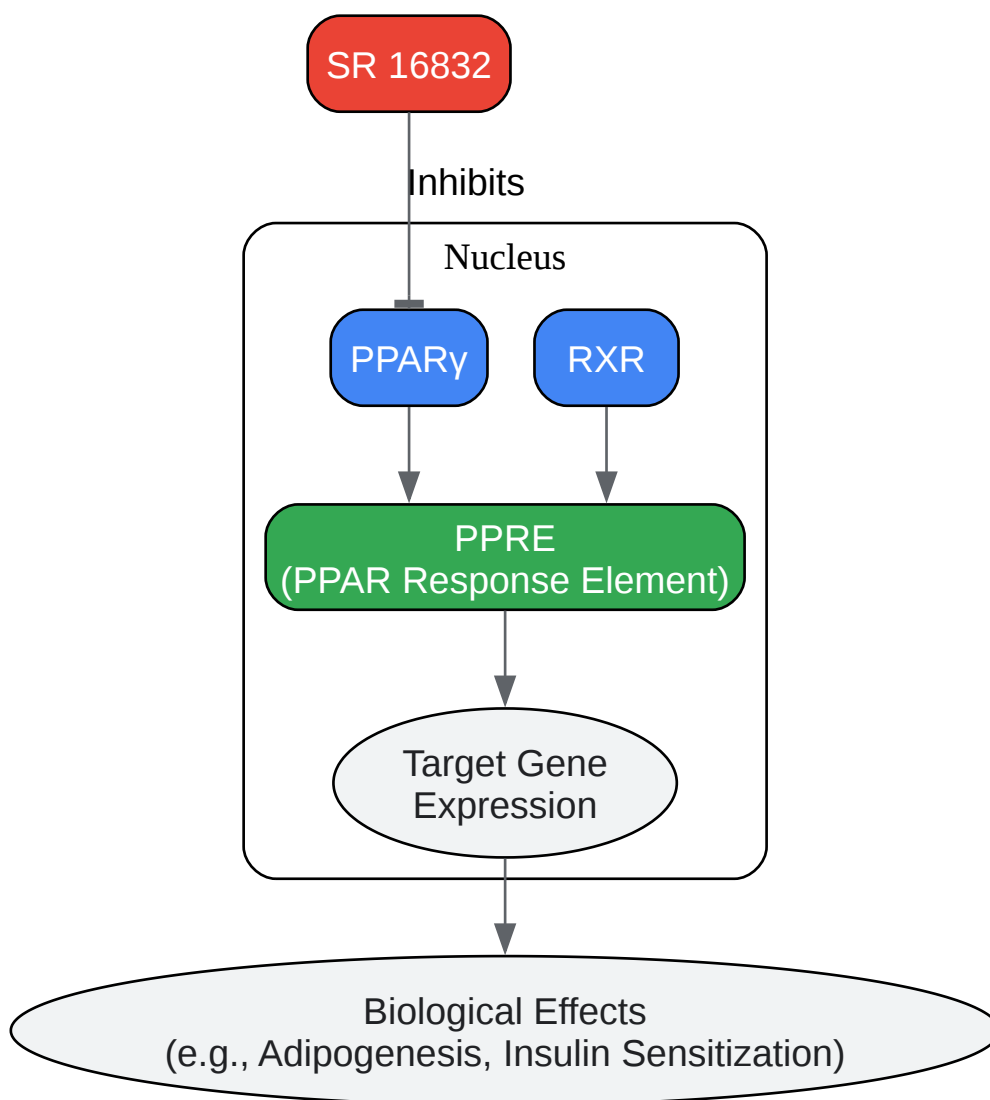 SR 16832
Inhibits
Nucleus
PPARγ
RXR
PPRE
(PPAR Response Element)
Target Gene
Expression
Biological Effects
(e.g., Adipogenesis, Insulin Sensitization)